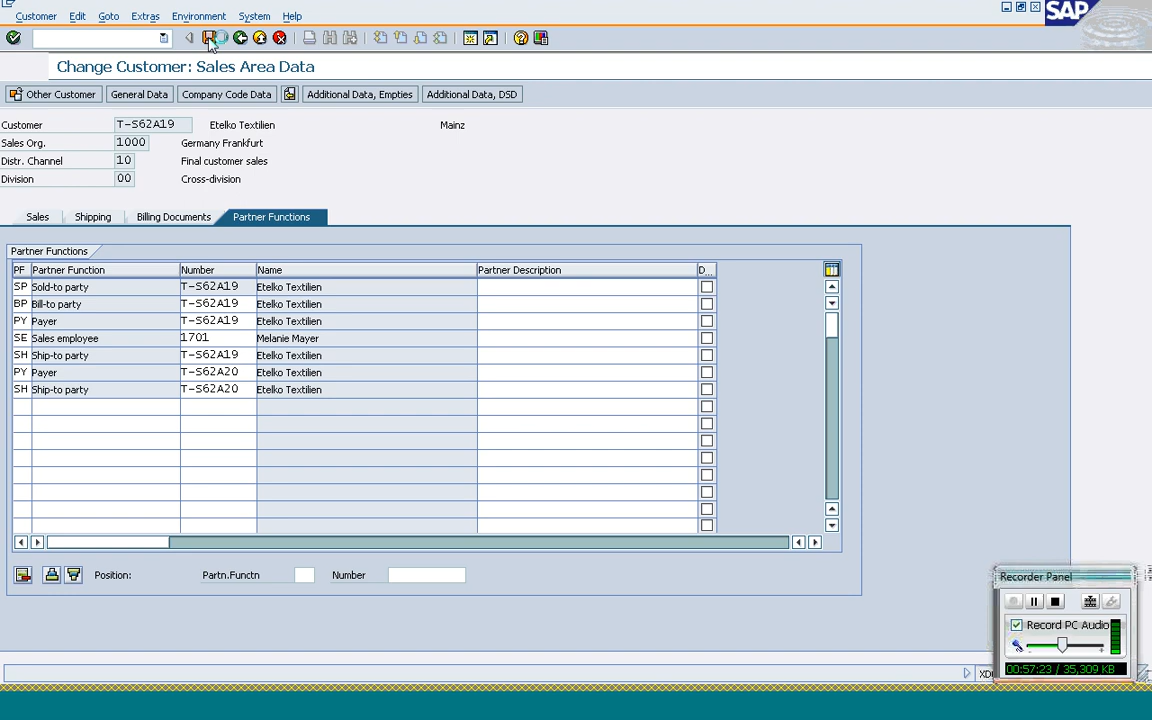 Customer Edit Goto Extras Environment System Help
SAP
Change Customer: Sales Area Data
Other Customer General Data Company Code Data Additional Data, Empties Additional Data, DSD
Customer T-S62A19 Etelko Textilien Mainz
Sales Org. 1000 Germany Frankfurt
Distr. Channel 10 Final customer sales
Division 00 Cross-division
Sales Shipping Billing Documents Partner Functions
Partner Functions
PF Partner Function Number Name Partner Description D...
SP Sold-to party T-S62A19 Etelko Textilien
BP Bill-to party T-S62A19 Etelko Textilien
PY Payer T-S62A19 Etelko Textilien
SE Sales employee 1701 Melanie Mayer
SH Ship-to party T-S62A19 Etelko Textilien
PY Payer T-S62A20 Etelko Textilien
SH Ship-to party T-S62A20 Etelko Textilien
Position: Partn.Functn Number
Recorder Panel
Record PC Audio
00:57:23 / 35,309 KB